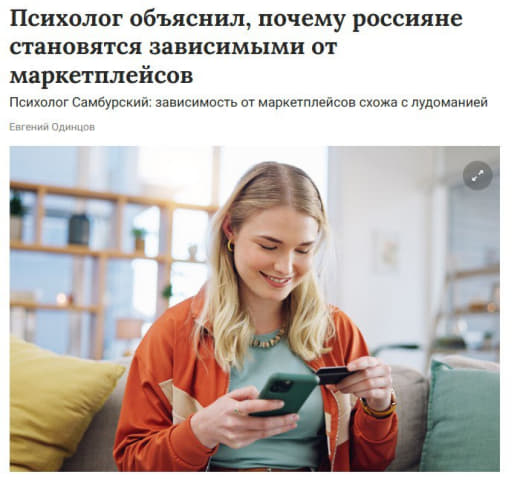 Психолог объяснил, почему россияне
становятся зависимыми от
маркетплейсов
Психолог Самбурский: зависимость от маркетплейсов схожа с лудоманией
Евгений Одинцов